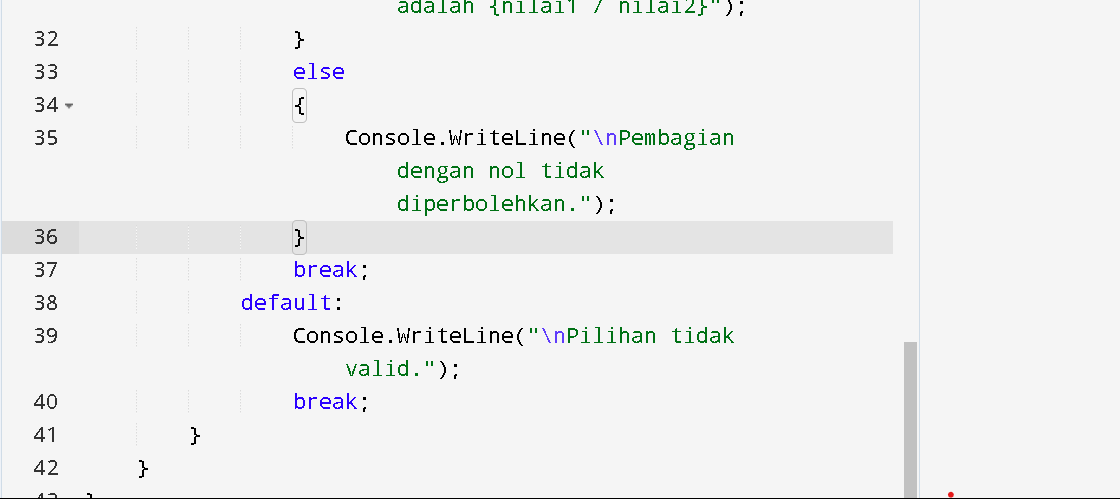 adalah {nilai1 / nilai2}");
32 }
33 else
34 {
35 Console.WriteLine("\nPembagian
dengan nol tidak
diperbolehkan.");
36 }
37 break;
38 default:
39 Console.WriteLine("\nPilihan tidak
valid.");
40 break;
41 }
42 }
43 }